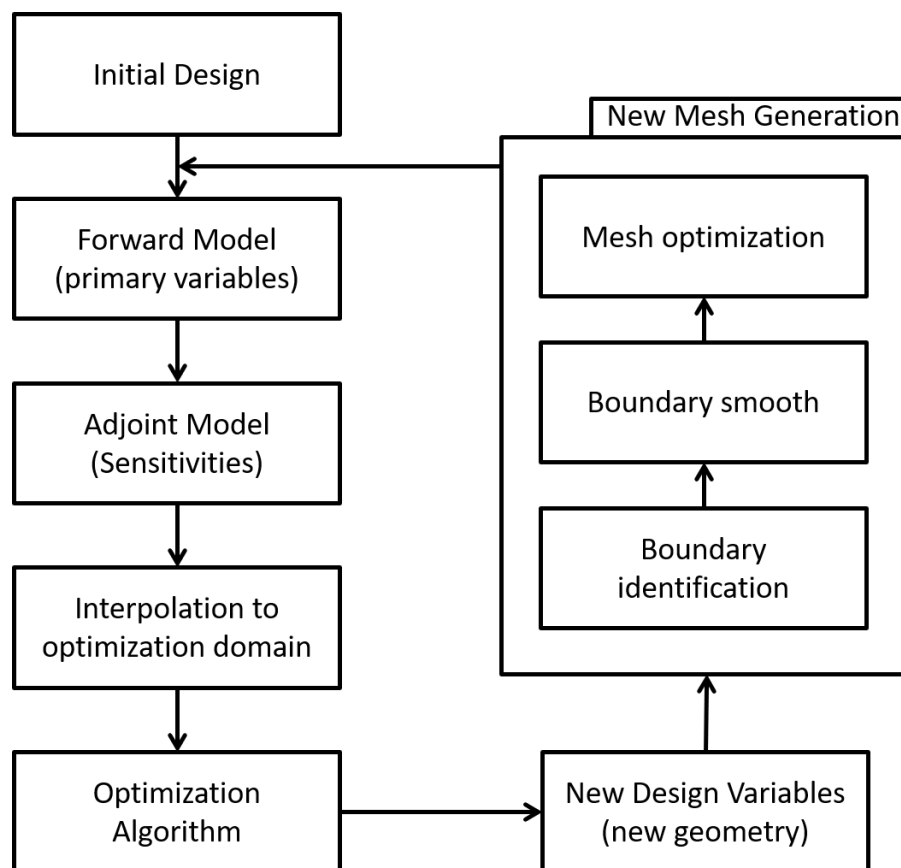 Initial Design
Forward Model
(primary variables)
Adjoint Model
(Sensitivities)
Interpolation to
optimization domain
Optimization
Algorithm
New Design Variables
(new geometry)
New Mesh Generation
Mesh optimization
Boundary smooth
Boundary
identification